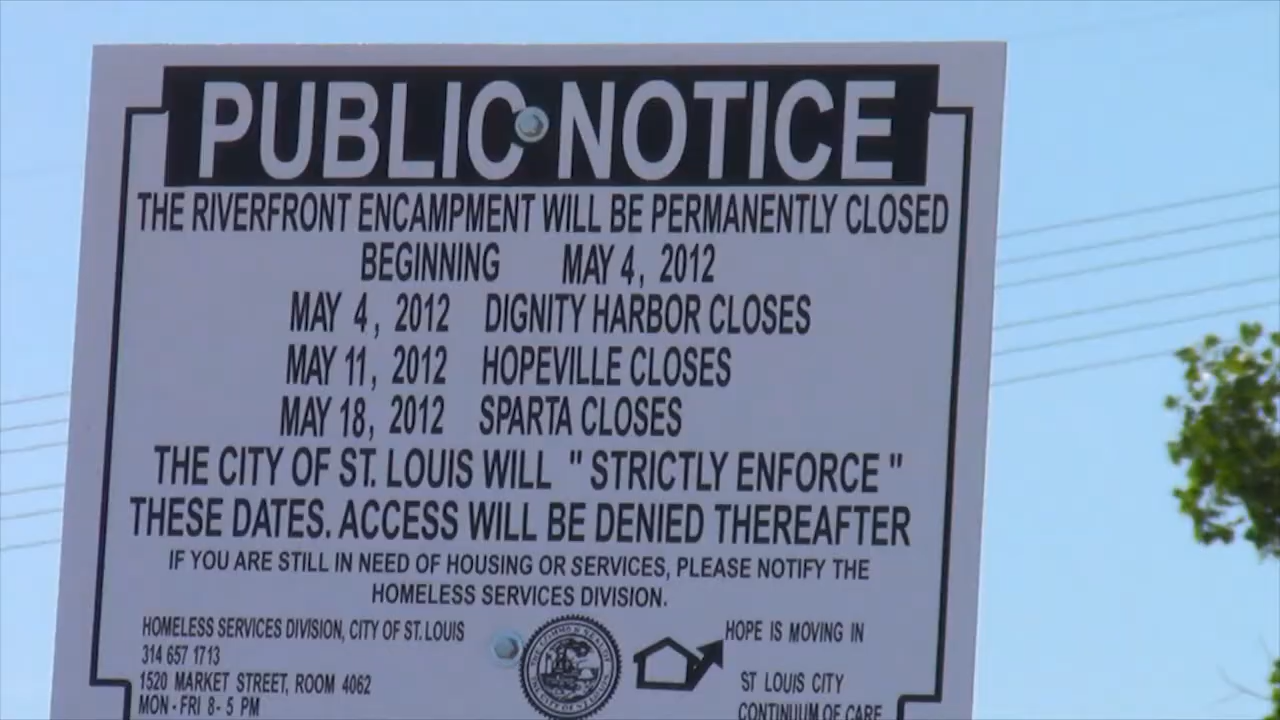 PUBLIC NOTICE
THE RIVERFRONT ENCAMPMENT WILL BE PERMANENTLY CLOSED
BEGINNING MAY 4, 2012
MAY 4, 2012 DIGNITY HARBOR CLOSES
MAY 11, 2012 HOPEVILLE CLOSES
MAY 18, 2012 SPARTA CLOSES
THE CITY OF ST. LOUIS WILL " STRICTLY ENFORCE "
THESE DATES. ACCESS WILL BE DENIED THEREAFTER
IF YOU ARE STILL IN NEED OF HOUSING OR SERVICES, PLEASE NOTIFY THE
HOMELESS SERVICES DIVISION.
HOMELESS SERVICES DIVISION, CITY OF ST. LOUIS
314 657 1713
1520 MARKET STREET, ROOM 4062
MON - FRI 8- 5 PM
HOPE IS MOVING IN
ST LOUIS CITY
CONTINUUM OF CARE